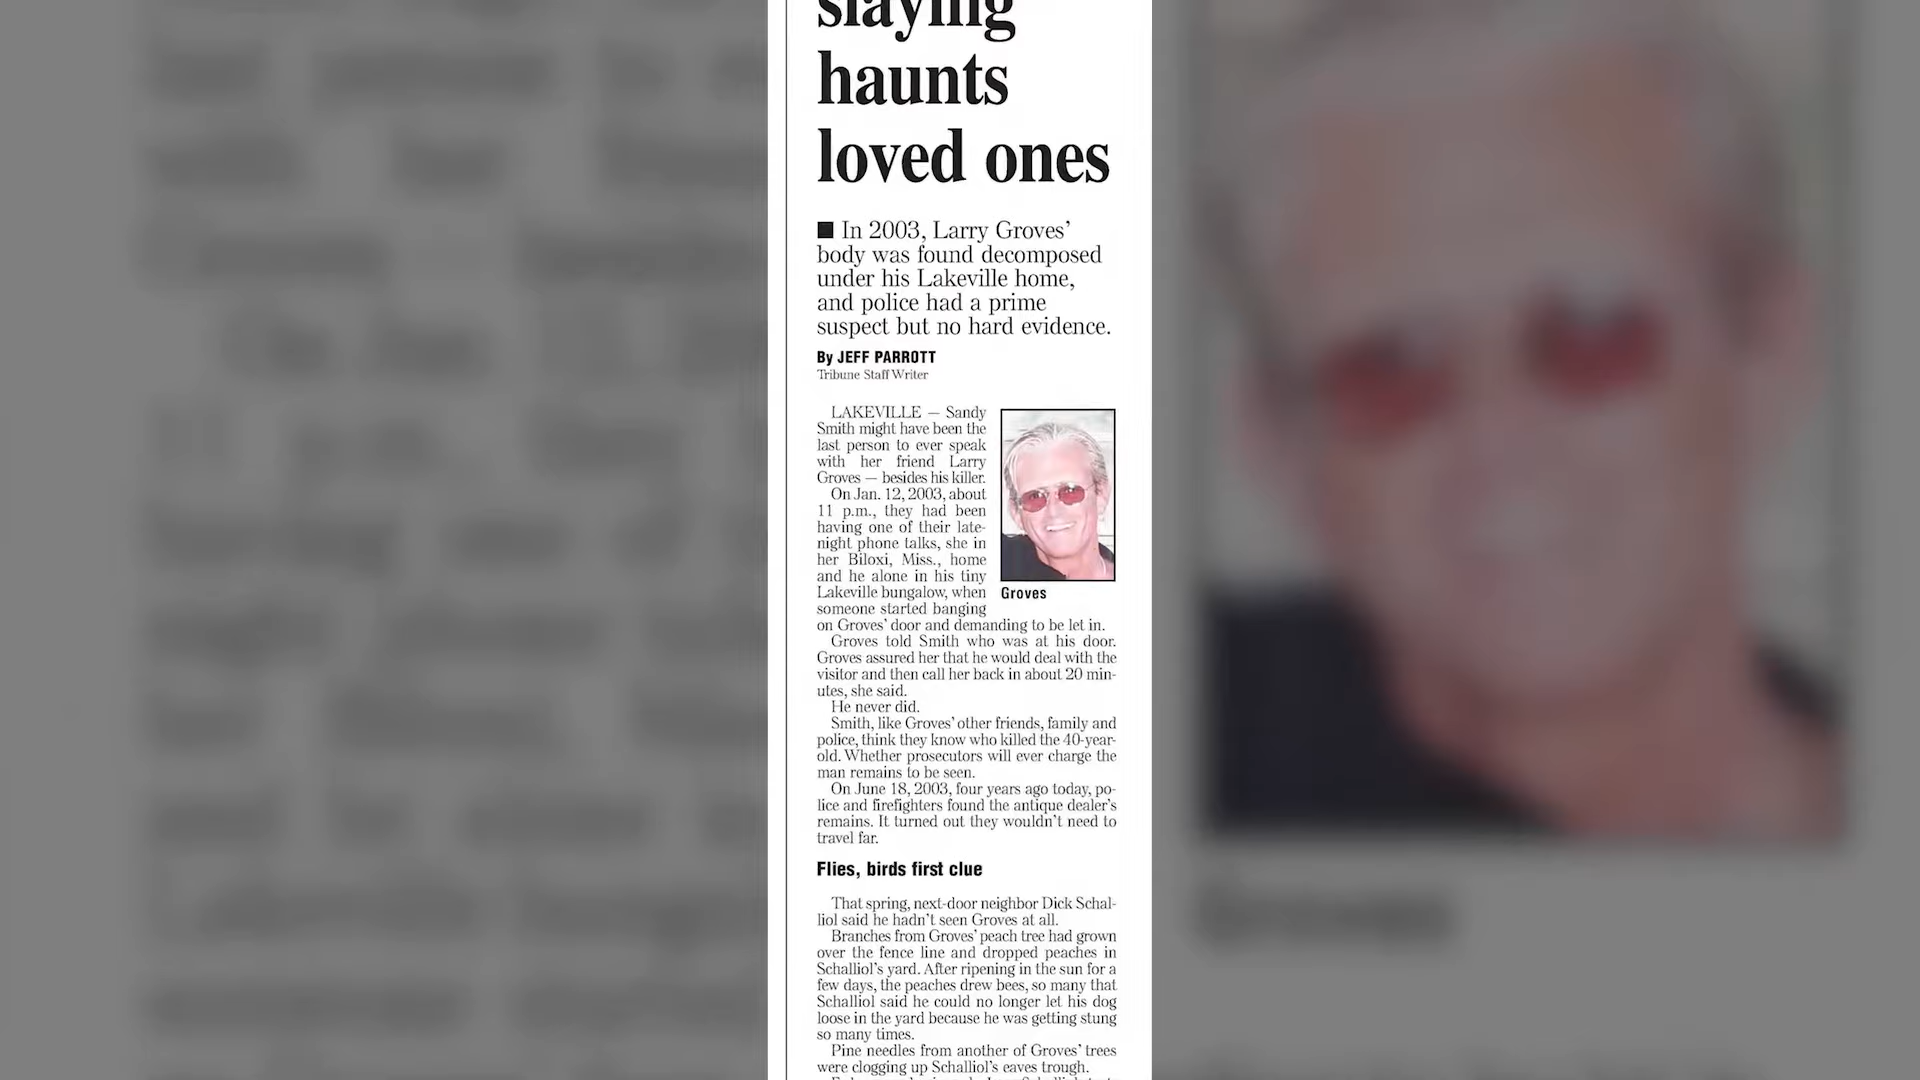 slaying
haunts
loved ones
■ In 2003, Larry Groves’
body was found decomposed
under his Lakeville home,
and police had a prime
suspect but no hard evidence.
By JEFF PARROTT
Tribune Staff Writer
LAKEVILLE — Sandy
Smith might have been the
last person to ever speak
with her friend Larry
Groves — besides his killer.
On Jan. 12, 2003, about
11 p.m., they had been
having one of their late-
night phone talks, she in
her Biloxi, Miss., home
and he alone in his tiny
Lakeville bungalow, when
someone started banging
on Groves’ door and demanding to be let in.
Groves
Groves told Smith who was at his door.
Groves assured her that he would deal with the
visitor and then call her back in about 20 min-
utes, she said.
He never did.
Smith, like Groves’ other friends, family and
police, think they know who killed the 40-year-
old. Whether prosecutors will ever charge the
man remains to be seen.
On June 18, 2003, four years ago today, po-
lice and firefighters found the antique dealer’s
remains. It turned out they wouldn’t need to
travel far.
Flies, birds first clue
That spring, next-door neighbor Dick Schal-
liol said he hadn’t seen Groves at all.
Branches from Groves’ peach tree had grown
over the fence line and dropped peaches in
Schalliol’s yard. After ripening in the sun for a
few days, the peaches drew bees, so many that
Schalliol said he could no longer let his dog
loose in the yard because he was getting stung
so many times.
Pine needles from another of Groves’ trees
were clogging up Schalliol’s eaves trough.